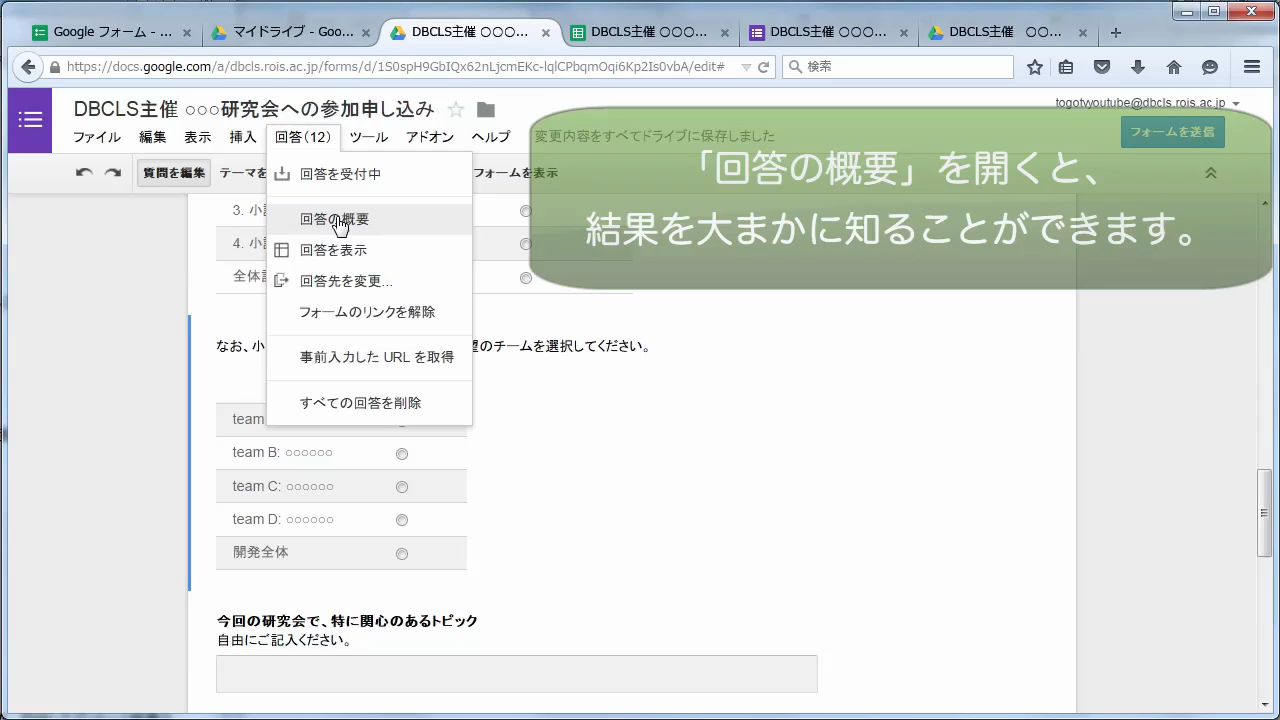 Google フォーム - ...
マイドライブ - Goo...
DBCLS主催 ○○○...
DBCLS主催 ○○○...
DBCLS主催 ○○○...
DBCLS主催 ○○...
https://docs.google.com/a/dbcls.rois.ac.jp/forms/d/1S0spH9GbIQx62nLjcmEKc-lqlCPbqmOqi6Kp2Is0vbA/edit#
検索
DBCLS主催 ○○○研究会への参加申し込み
togotvyoutube@dbcls.rois.ac.jp
ファイル 編集 表示 挿入 回答(12) ツール アドオン ヘルプ
変更内容をすべてドライブに保存しました
フォームを送信
質問を編集
テーマを
フォームを表示
「回答の概要」を開くと、
結果を大まかに知ることができます。
回答を受付中
回答の概要
回答を表示
回答先を変更...
フォームのリンクを解除
事前入力した URL を取得
すべての回答を削除
3. 小
4. 小
全体
なお、小
望のチームを選択してください。
team
team B: ○○○○○○
team C: ○○○○○○
team D: ○○○○○○
開発全体
今回の研究会で、特に関心のあるトピック
自由にご記入ください。